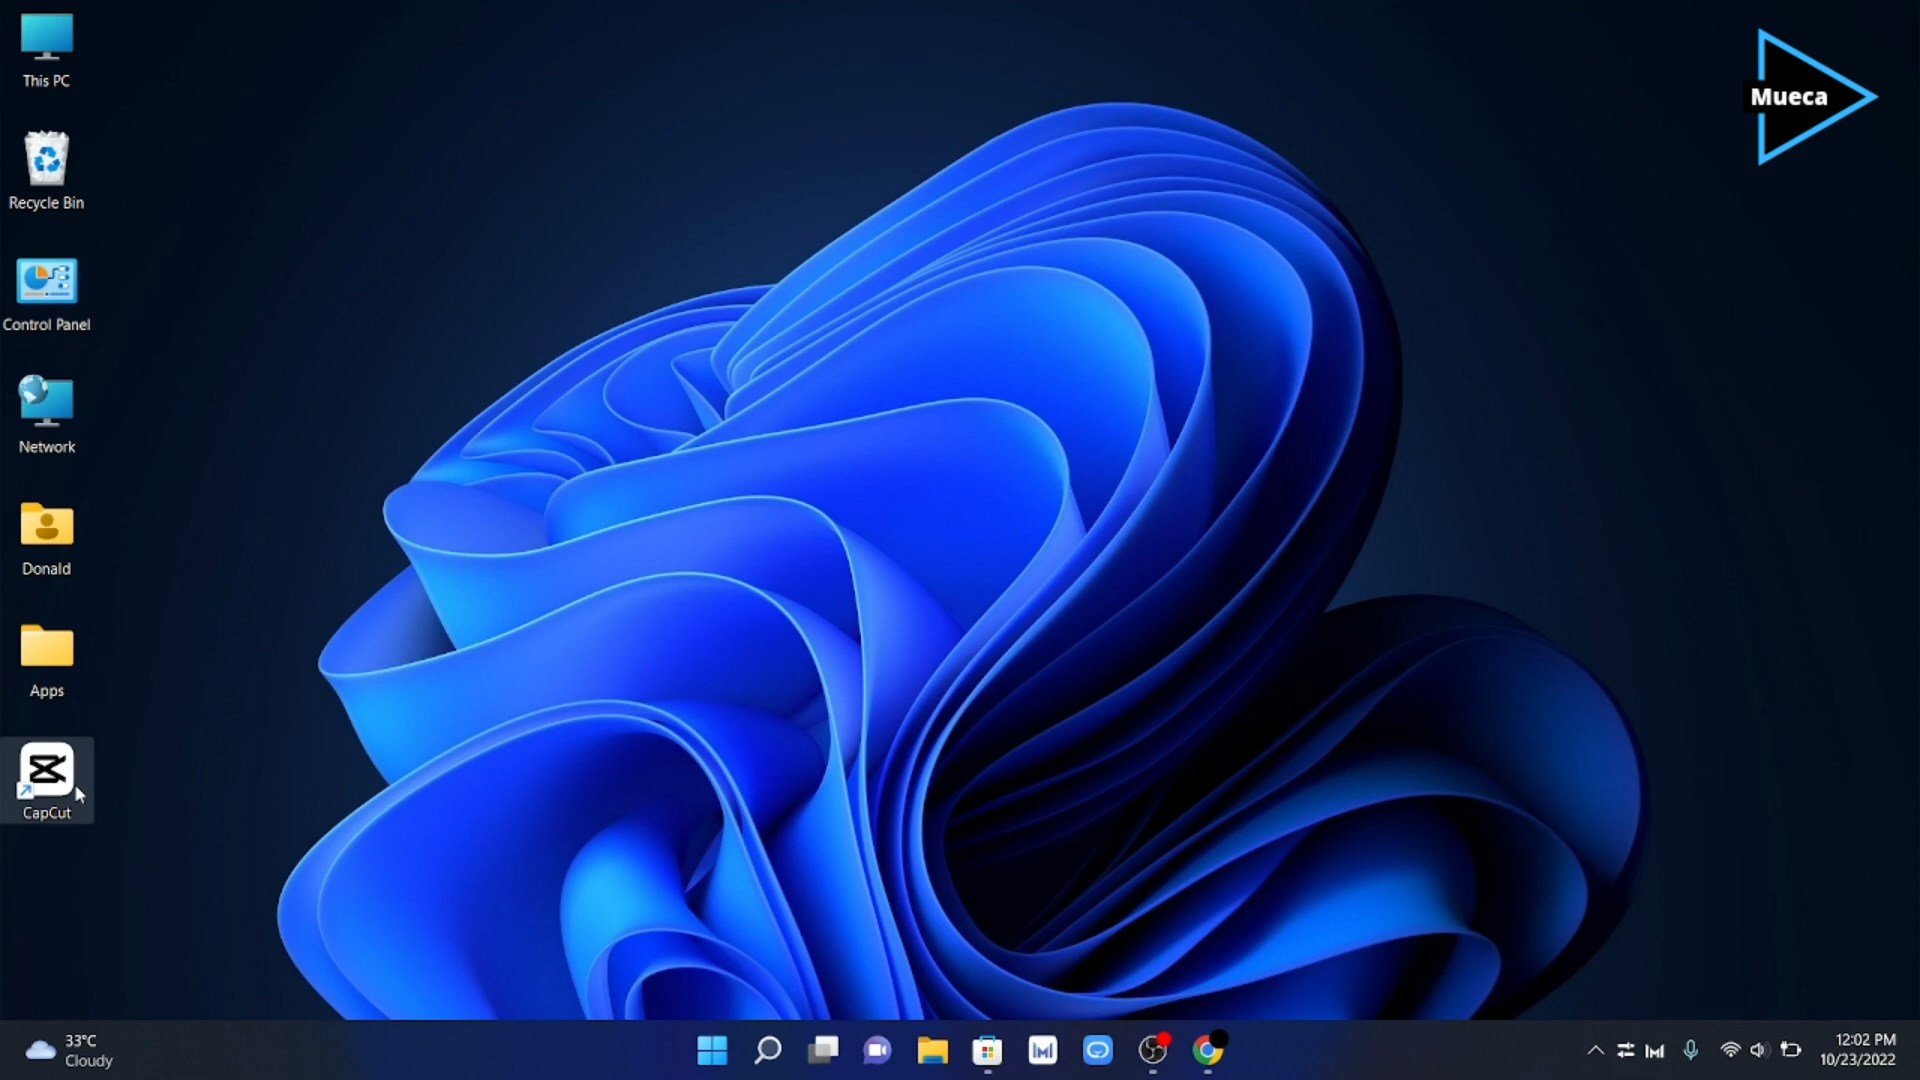 This PC
Mueca
Recycle Bin
Control Panel
Network
Donald
Apps
CapCut
33°C
Cloudy
12:02 PM
10/23/2022